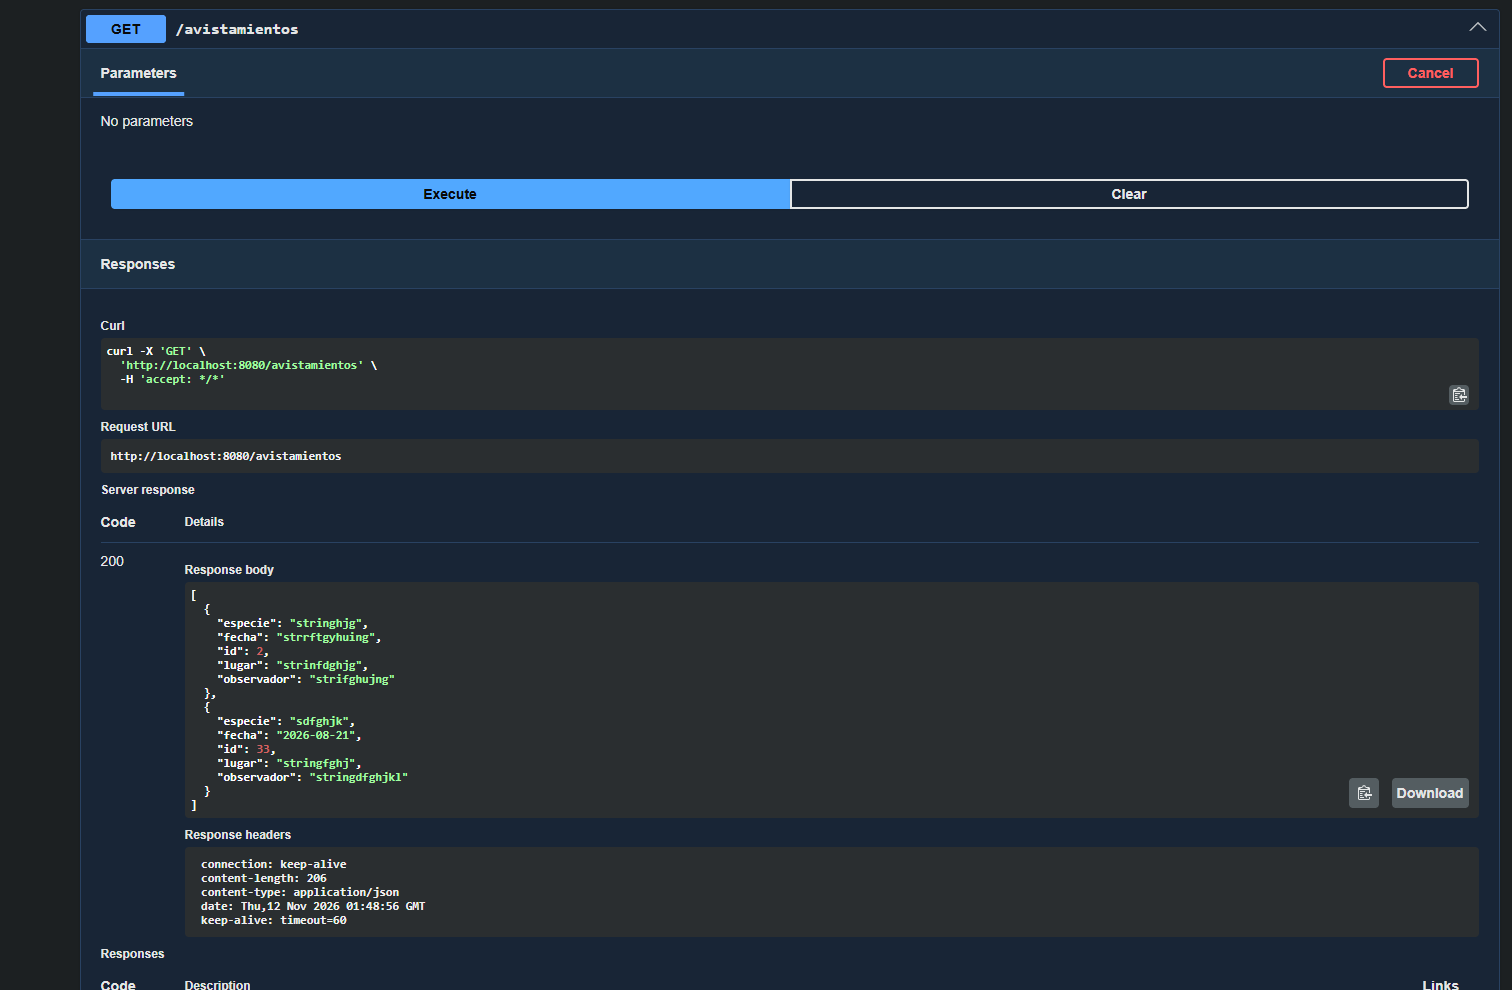 GET /avistamientos
Parameters
Cancel
No parameters
Execute
Clear
Responses
Curl
curl -X 'GET' \
  'http://localhost:8080/avistamientos' \
  -H 'accept: */*'
Request URL
http://localhost:8080/avistamientos
Server response
Code Details
200
Response body
[
  {
    "especie": "stringhjg",
    "fecha": "strrftgyhuing",
    "id": 2,
    "lugar": "strinfdghjg",
    "observador": "strifghujng"
  },
  {
    "especie": "sdfghjk",
    "fecha": "2026-08-21",
    "id": 33,
    "lugar": "stringfghj",
    "observador": "stringdfghjkl"
  }
]
Download
Response headers
connection: keep-alive
content-length: 206
content-type: application/json
date: Thu,12 Nov 2026 01:48:56 GMT
keep-alive: timeout=60
Responses
Code Description Links